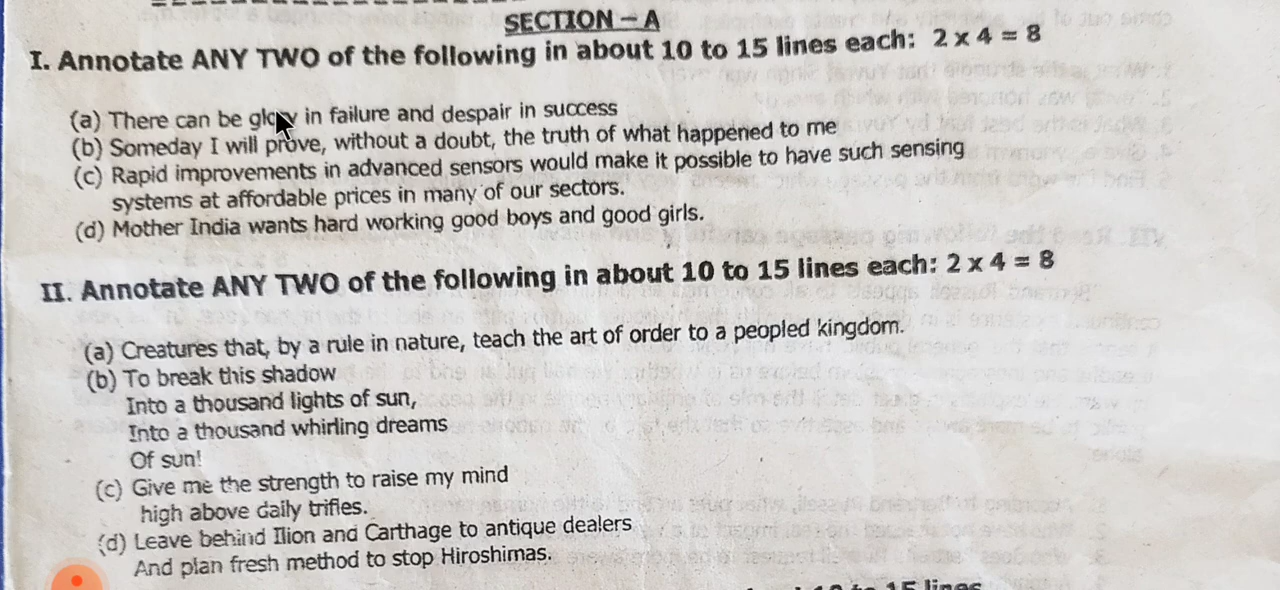 SECTION - A
I. Annotate ANY TWO of the following in about 10 to 15 lines each: 2 x 4 = 8
(a) There can be glory in failure and despair in success
(b) Someday I will prove, without a doubt, the truth of what happened to me
(c) Rapid improvements in advanced sensors would make it possible to have such sensing
systems at affordable prices in many of our sectors.
(d) Mother India wants hard working good boys and good girls.
II. Annotate ANY TWO of the following in about 10 to 15 lines each: 2 x 4 = 8
(a) Creatures that, by a rule in nature, teach the art of order to a peopled kingdom.
(b) To break this shadow
Into a thousand lights of sun,
Into a thousand whirling dreams
Of sun!
(c) Give me the strength to raise my mind
high above daily trifles.
(d) Leave behind Ilion and Carthage to antique dealers
And plan fresh method to stop Hiroshimas.
10 to 15 lines